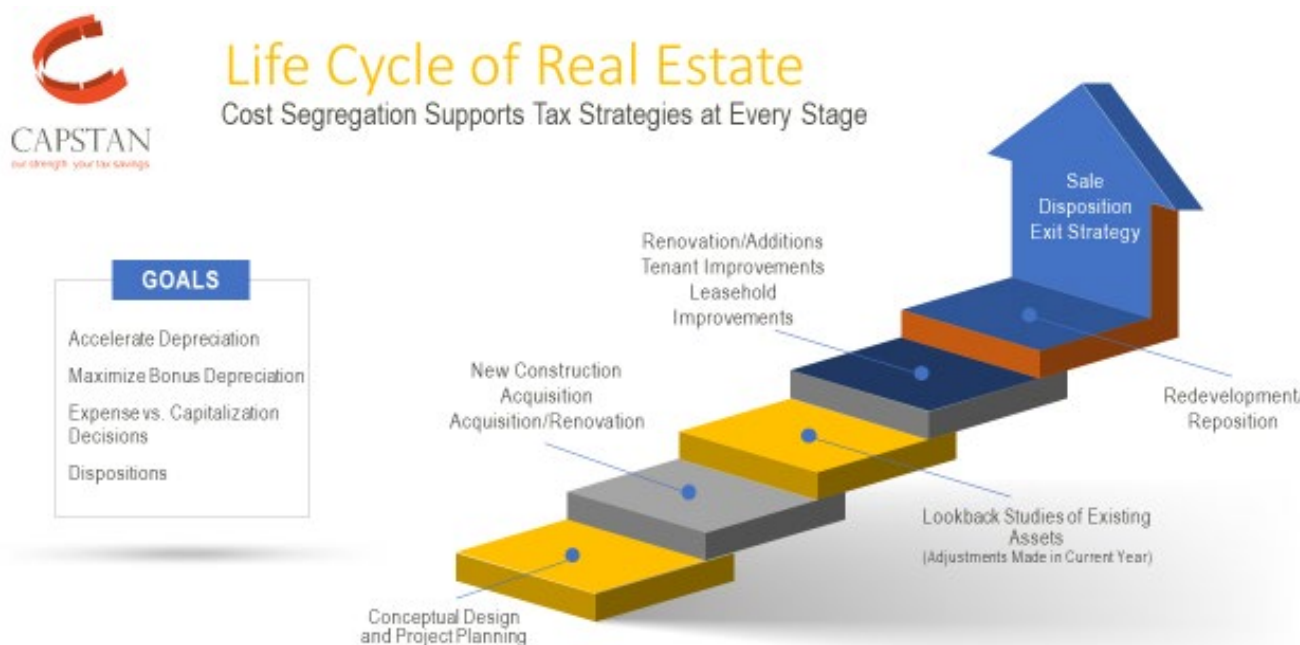 Life Cycle of Real Estate
Cost Segregation Supports Tax Strategies at Every Stage
CAPSTAN
our strength your tax savings
GOALS
Accelerate Depreciation
Maximize Bonus Depreciation
Expense vs. Capitalization
Decisions
Dispositions
Conceptual Design
and Project Planning
New Construction
Acquisition
Acquisition/Renovation
Lookback Studies of Existing
Assets
(Adjustments Made in Current Year)
Renovation/Additions
Tenant Improvements
Leasehold
Improvements
Redevelopment/
Reposition
Sale
Disposition
Exit Strategy